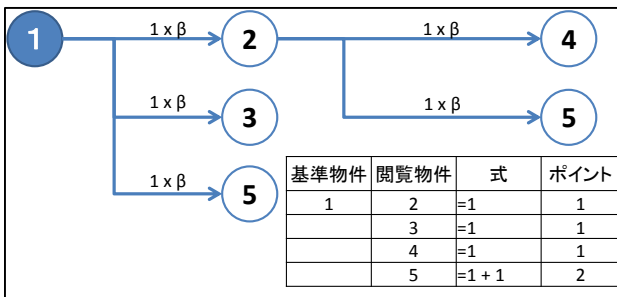 1 1 x β 2 1 x β 4
1 x β 3 1 x β 5
1 x β 5
基準物件 閲覧物件 式 ポイント
1 2 =1 1
3 =1 1
4 =1 1
5 =1 + 1 2